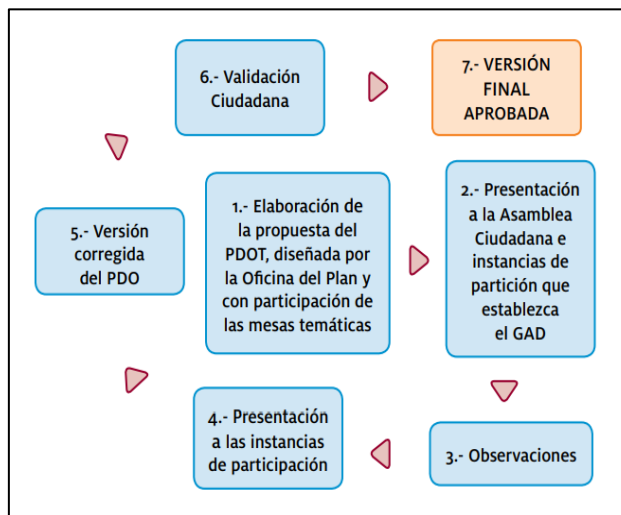 6.- Validación
Ciudadana
7.- VERSIÓN
FINAL
APROBADA
5.- Versión
corregida
del PDO
1.- Elaboración de
la propuesta del
PDOT, diseñada por
la Oficina del Plan y
con participación de
las mesas temáticas
2.- Presentación
a la Asamblea
Ciudadana e
instancias de
partición que
establezca
el GAD
4.- Presentación
a las instancias
de participación
3.- Observaciones